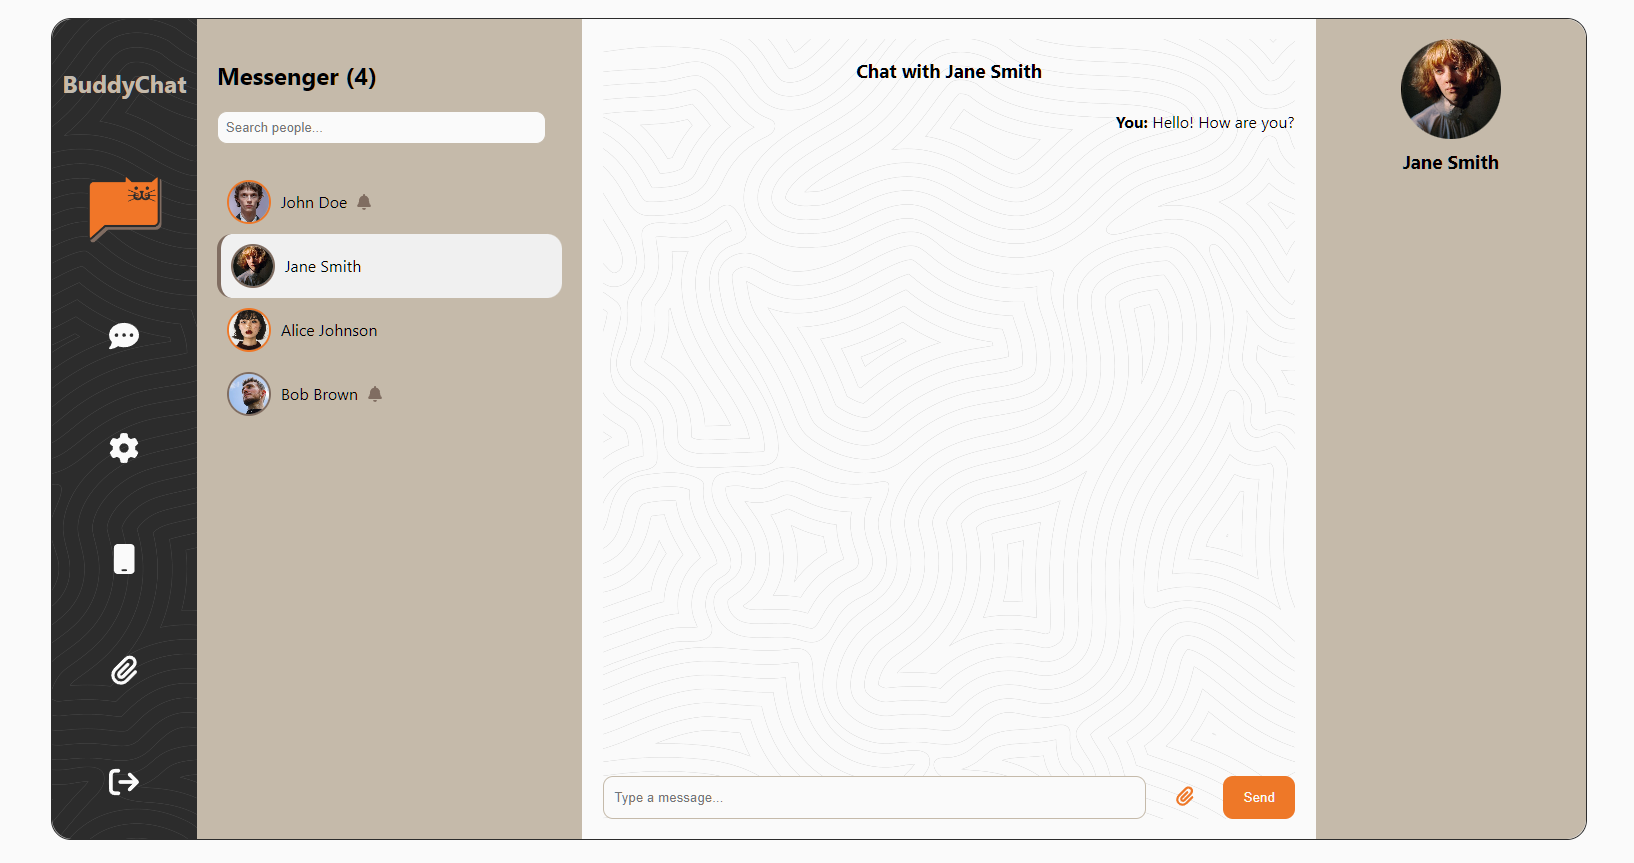 BuddyChat
Messenger (4)
Search people...
John Doe
Jane Smith
Alice Johnson
Bob Brown
Chat with Jane Smith
You: Hello! How are you?
Type a message...
Send
Jane Smith